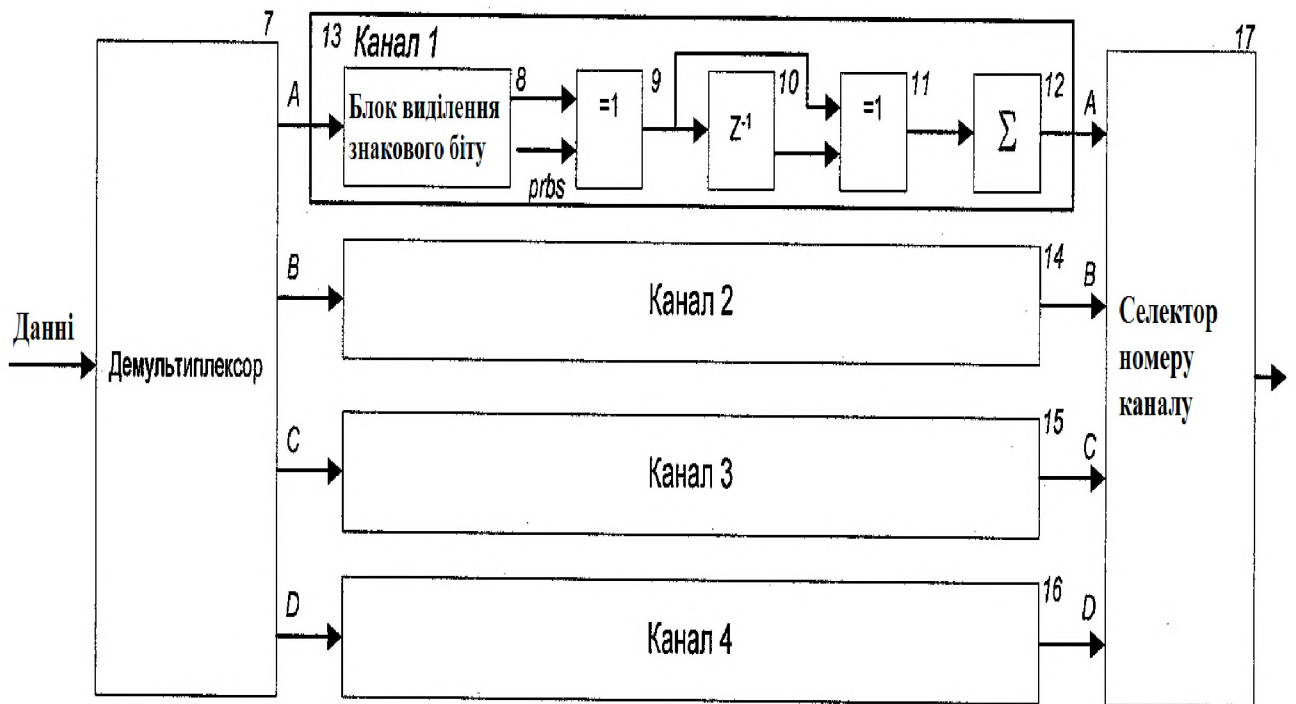 7
13 Канал 1
17
A
Блок виділення
знакового біту
8
prbs
=1
9
Z⁻¹
10
=1
11
Σ
12
A
B
Канал 2
14
B
Данні
Демультиплексор
Селектор
номеру
каналу
C
Канал 3
15
C
D
Канал 4
16
D